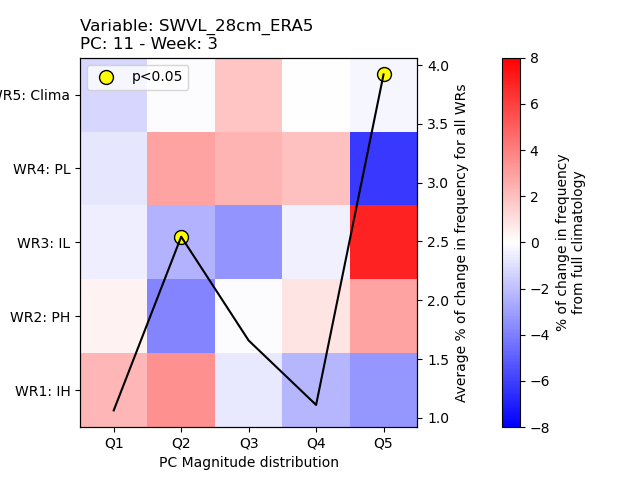 Variable: SWVL_28cm_ERA5
PC: 11 - Week: 3
p<0.05
WR5: Clima
WR4: PL
WR3: IL
WR2: PH
WR1: IH
Q1 Q2 Q3 Q4 Q5
PC Magnitude distribution
4.0
3.5
3.0
2.5
2.0
1.5
1.0
Average % of change in frequency for all WRs
8
6
4
2
0
−2
−4
−6
−8
% of change in frequency
from full climatology